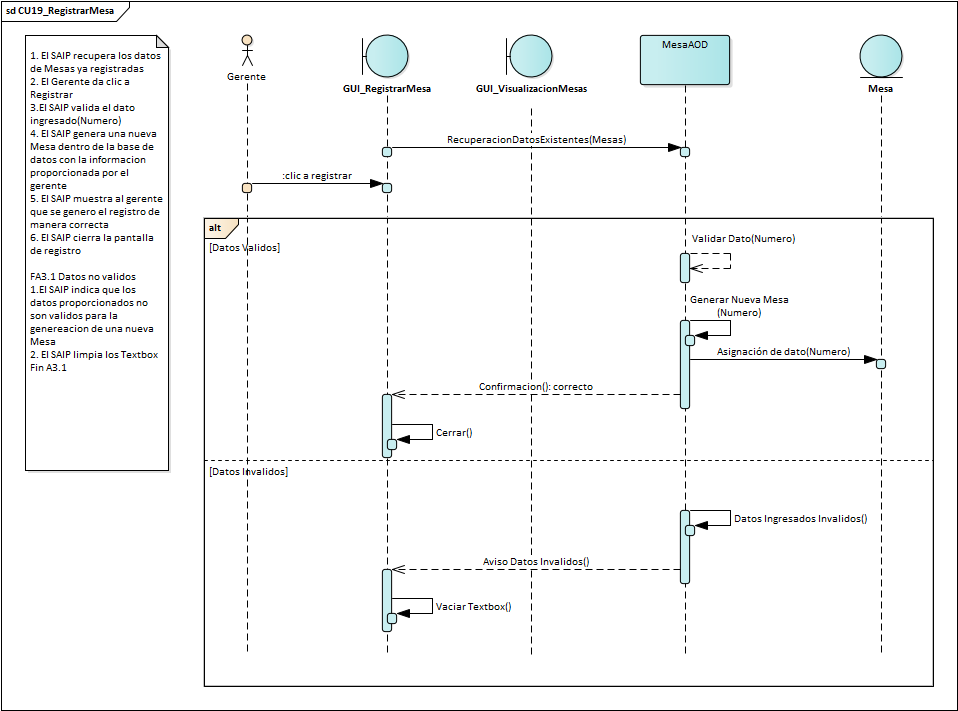 sd CU19_RegistrarMesa
1. El SAIP recupera los datos
de Mesas ya registradas
2. El Gerente da clic a
Registrar
3.El SAIP valida el dato
ingresado(Numero)
4. El SAIP genera una nueva
Mesa dentro de la base de
datos con la informacion
proporcionada por el
gerente
5. El SAIP muestra al gerente
que se genero el registro de
manera correcta
6. El SAIP cierra la pantalla
de registro
FA3.1 Datos no validos
1.El SAIP indica que los
datos proporcionados no
son validos para la
genereacion de una nueva
Mesa
2. El SAIP limpia los Textbox
Fin A3.1
Gerente
GUI_RegistrarMesa
GUI_VisualizacionMesas
MesaAOD
Mesa
RecuperacionDatosExistentes(Mesas)
:clic a registrar
alt
[Datos Validos]
Validar Dato(Numero)
Generar Nueva Mesa
(Numero)
Asignación de dato(Numero)
Confirmacion(): correcto
Cerrar()
[Datos Invalidos]
Datos Ingresados Invalidos()
Aviso Datos Invalidos()
Vaciar Textbox()